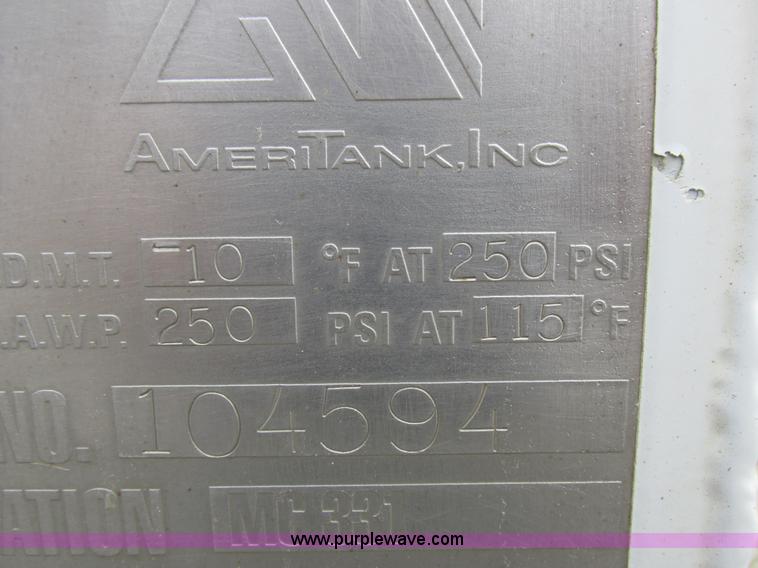 AMERITANK, INC
D.M.T. -10 °F AT 250 PSI
.A.W.P. 250 PSI AT 115 °F
NO. 104594
ATION MC 331
www.purplewave.com